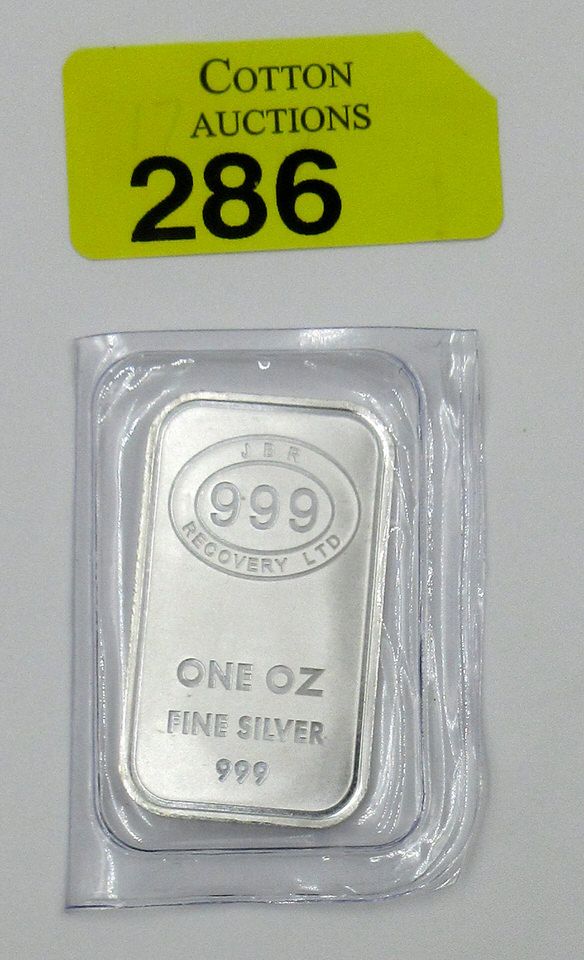 COTTON
AUCTIONS
286
JBR
999
RECOVERY LTD
ONE OZ
FINE SILVER
999